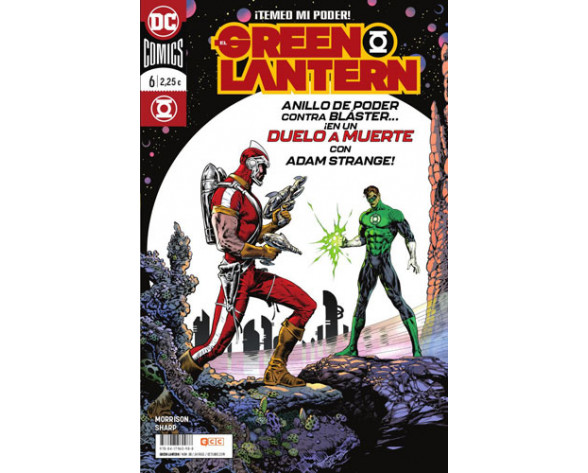 ¡TEMED MI PODER!
DC
COMICS
EL
GREEN
LANTERN
6 | 2,25 €
ANILLO DE PODER
CONTRA BLÁSTER...
¡EN UN
DUELO A MUERTE
CON
ADAM STRANGE!
MORRISON
SHARP
ECC